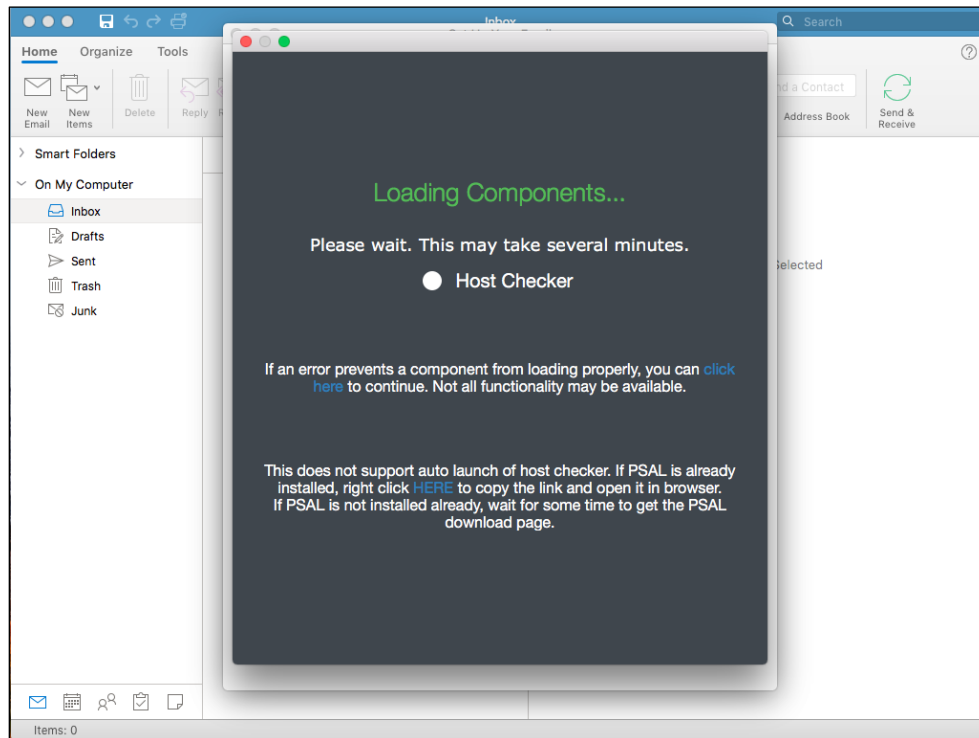 Inbox
Search
Home Organize Tools
New Email
New Items
Delete
Reply
nd a Contact
Address Book
Send & Receive
Smart Folders
On My Computer
Inbox
Drafts
Sent
Trash
Junk
Selected
Loading Components...
Please wait. This may take several minutes.
Host Checker
If an error prevents a component from loading properly, you can click
here to continue. Not all functionality may be available.
This does not support auto launch of host checker. If PSAL is already
installed, right click HERE to copy the link and open it in browser.
If PSAL is not installed already, wait for some time to get the PSAL
download page.
Items: 0